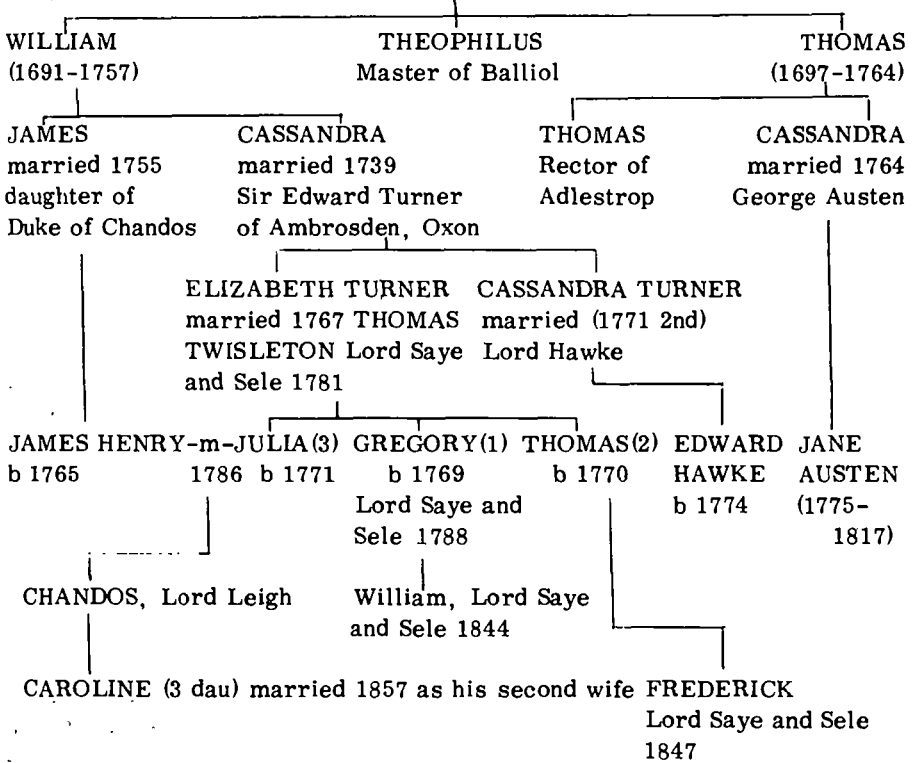 WILLIAM THEOPHILUS THOMAS
(1691-1757) Master of Balliol (1697-1764)
JAMES CASSANDRA THOMAS CASSANDRA
married 1755 married 1739 Rector of married 1764
daughter of Sir Edward Turner Adlestrop George Austen
Duke of Chandos of Ambrosden, Oxon
ELIZABETH TURNER CASSANDRA TURNER
married 1767 THOMAS married (1771 2nd)
TWISLETON Lord Saye Lord Hawke
and Sele 1781
JAMES HENRY-m-JULIA(3) GREGORY(1) THOMAS(2) EDWARD JANE
b 1765 1786 b 1771 b 1769 b 1770 HAWKE AUSTEN
Lord Saye and b 1774 (1775-
Sele 1788 1817)
CHANDOS, Lord Leigh William, Lord Saye
and Sele 1844
CAROLINE (3 dau) married 1857 as his second wife FREDERICK
Lord Saye and Sele
1847